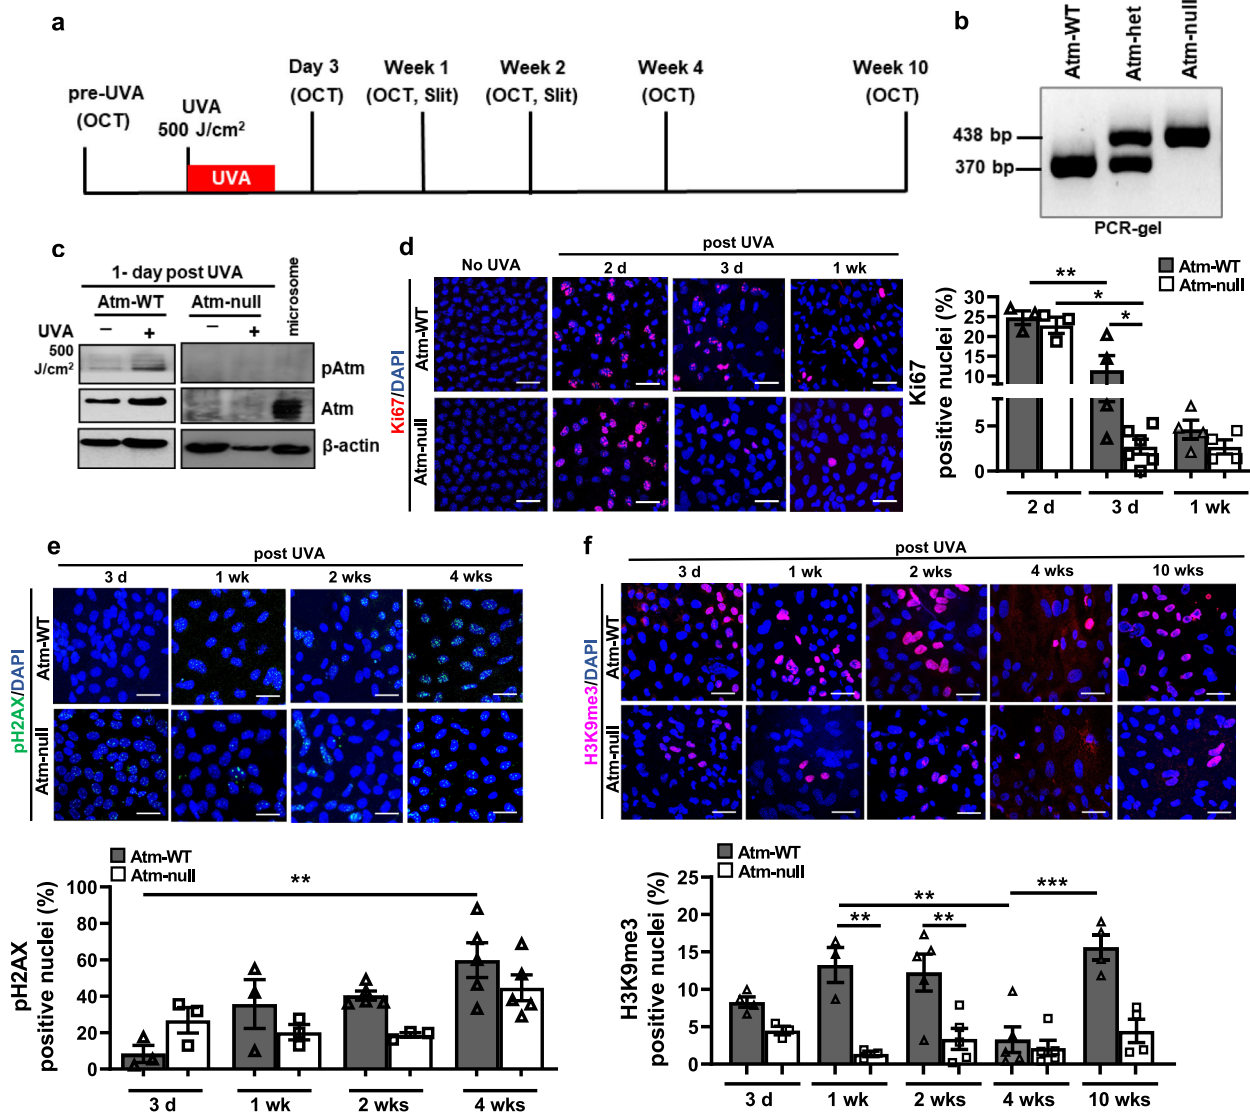 a
pre-UVA
(OCT)
UVA
500 J/cm²
UVA
Day 3
(OCT)
Week 1
(OCT, Slit)
Week 2
(OCT, Slit)
Week 4
(OCT)
Week 10
(OCT)
b
Atm-WT
Atm-het
Atm-null
438 bp
370 bp
PCR-gel
c
1- day post UVA
Atm-WT
Atm-null
microsome
UVA
–
+
–
+
500
J/cm²
pAtm
Atm
β-actin
d
post UVA
No UVA
2 d
3 d
1 wk
Ki67/DAPI
Atm-WT
Atm-null
Atm-WT
Atm-null
Ki67
positive nuclei (%)
30
25
20
15
10
5
0
**
*
*
2 d
3 d
1 wk
e
post UVA
3 d
1 wk
2 wks
4 wks
pH2AX/DAPI
Atm-WT
Atm-null
Atm-WT
Atm-null
pH2AX
positive nuclei (%)
100
80
60
40
20
0
**
3 d
1 wk
2 wks
4 wks
f
post UVA
3 d
1 wk
2 wks
4 wks
10 wks
H3K9me3/DAPI
Atm-WT
Atm-null
Atm-WT
Atm-null
H3K9me3
positive nuclei (%)
25
20
15
10
5
0
**
**
**
***
3 d
1 wk
2 wks
4 wks
10 wks